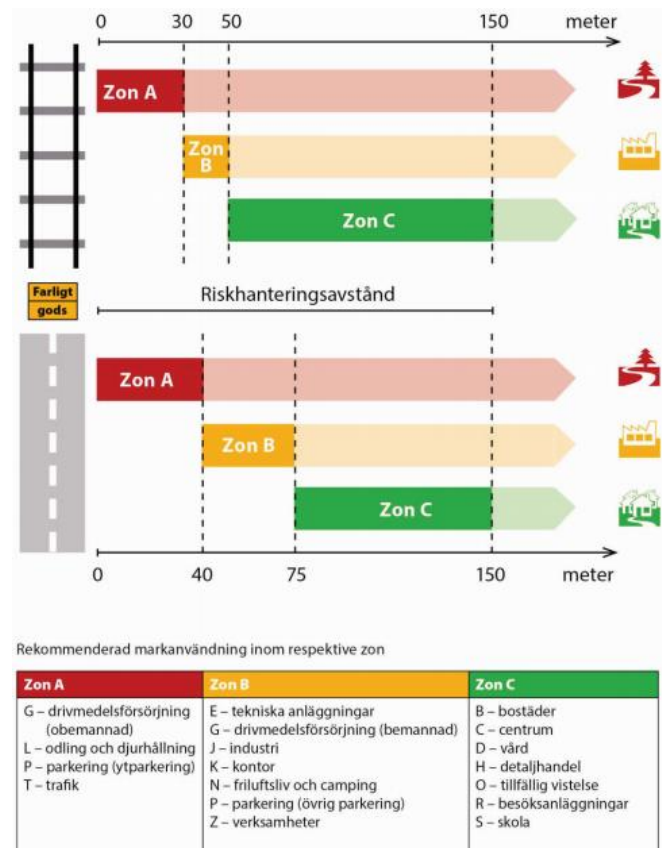 0 30 50 150 meter
Zon A
Zon
B
Zon C
Farligt
gods
Riskhanteringsavstånd
Zon A
Zon B
Zon C
0 40 75 150 meter
Rekommenderad markanvändning inom respektive zon
Zon A
G – drivmedelsförsörjning
(obemannad)
L – odling och djurhållning
P – parkering (ytparkering)
T – trafik
Zon B
E – tekniska anläggningar
G – drivmedelsförsörjning (bemannad)
J – industri
K – kontor
N – friluftsliv och camping
P – parkering (övrig parkering)
Z – verksamheter
Zon C
B – bostäder
C – centrum
D – vård
H – detaljhandel
O – tillfällig vistelse
R – besöksanläggningar
S – skola